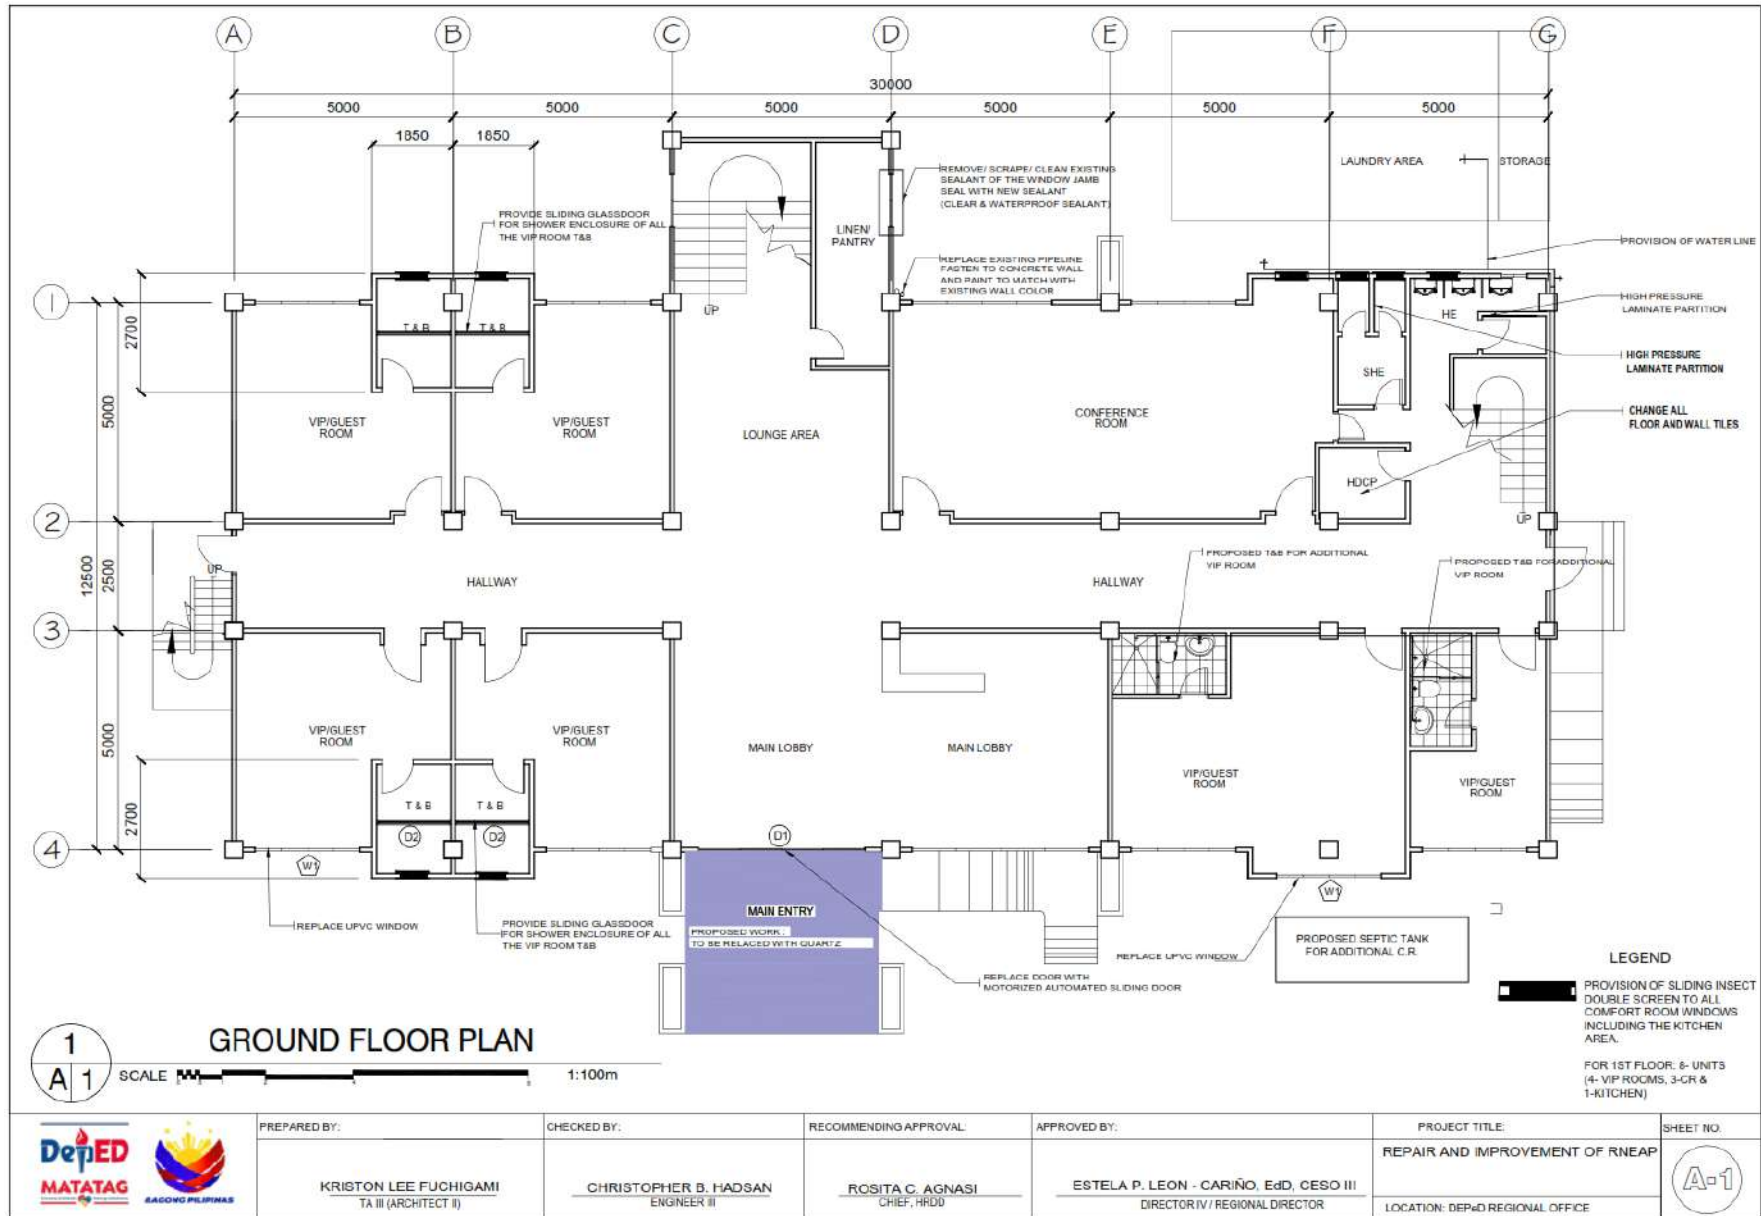 A B C D E F G
30000
5000 5000 5000 5000 5000 5000
1850 1850
LAUNDRY AREA
STORAGE
REMOVE/ SCRAPE/ CLEAN EXISTING
SEALANT OF THE WINDOW JAMB
SEAL WITH NEW SEALANT
(CLEAR & WATERPROOF SEALANT)
PROVIDE SLIDING GLASSDOOR
FOR SHOWER ENCLOSURE OF ALL
THE VIP ROOM T&B
LINEN/
PANTRY
PROVISION OF WATER LINE
REPLACE EXISTING PIPELINE
FASTEN TO CONCRETE WALL
AND PAINT TO MATCH WITH
EXISTING WALL COLOR
1
UP
HE
HIGH PRESSURE
LAMINATE PARTITION
T & B T & B
2700
HIGH PRESSURE
LAMINATE PARTITION
SHE
5000
VIP/GUEST
ROOM
VIP/GUEST
ROOM
LOUNGE AREA
CONFERENCE
ROOM
CHANGE ALL
FLOOR AND WALL TILES
HDCP
2
UP
12500
2500
UP
HALLWAY
HALLWAY
PROPOSED T&B FOR ADDITIONAL
VIP ROOM
PROPOSED T&B FOR ADDITIONAL
VIP ROOM
3
5000
VIP/GUEST
ROOM
VIP/GUEST
ROOM
MAIN LOBBY
MAIN LOBBY
VIP/GUEST
ROOM
VIP/GUEST
ROOM
2700
T & B T & B
D2 D2
D1
4
W1
W1
REPLACE UPVC WINDOW
PROVIDE SLIDING GLASSDOOR
FOR SHOWER ENCLOSURE OF ALL
THE VIP ROOM T&B
MAIN ENTRY
PROPOSED WORK :
TO BE RELACED WITH QUARTZ
REPLACE DOOR WITH
MOTORIZED AUTOMATED SLIDING DOOR
REPLACE UPVC WINDOW
PROPOSED SEPTIC TANK
FOR ADDITIONAL C.R.
LEGEND
PROVISION OF SLIDING INSECT
DOUBLE SCREEN TO ALL
COMFORT ROOM WINDOWS
INCLUDING THE KITCHEN
AREA.
FOR 1ST FLOOR: 8- UNITS
(4- VIP ROOMS, 3-CR &
1-KITCHEN)
1
A 1
GROUND FLOOR PLAN
SCALE 1:100m
DepED
MATATAG
BAGONG PILIPINAS
PREPARED BY:
KRISTON LEE FUCHIGAMI
TA III (ARCHITECT II)
CHECKED BY:
CHRISTOPHER B. HADSAN
ENGINEER III
RECOMMENDING APPROVAL:
ROSITA C. AGNASI
CHIEF, HRDD
APPROVED BY:
ESTELA P. LEON - CARIÑO, EdD, CESO III
DIRECTOR IV / REGIONAL DIRECTOR
PROJECT TITLE:
REPAIR AND IMPROVEMENT OF RNEAP
LOCATION: DEPeD REGIONAL OFFICE
SHEET NO.
A-1